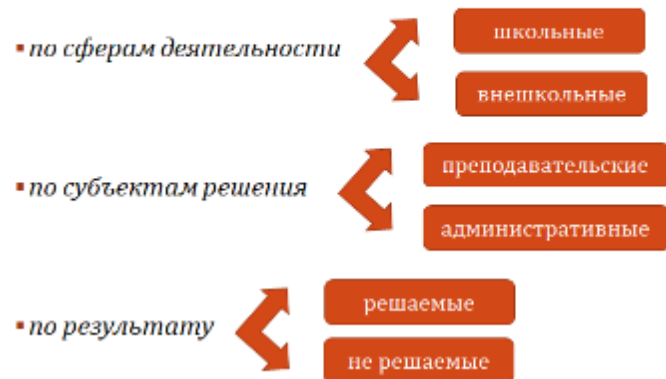 ▪ по сферам деятельности
школьные
внешкольные
▪ по субъектам решения
преподавательские
административные
▪ по результату
решаемые
не решаемые